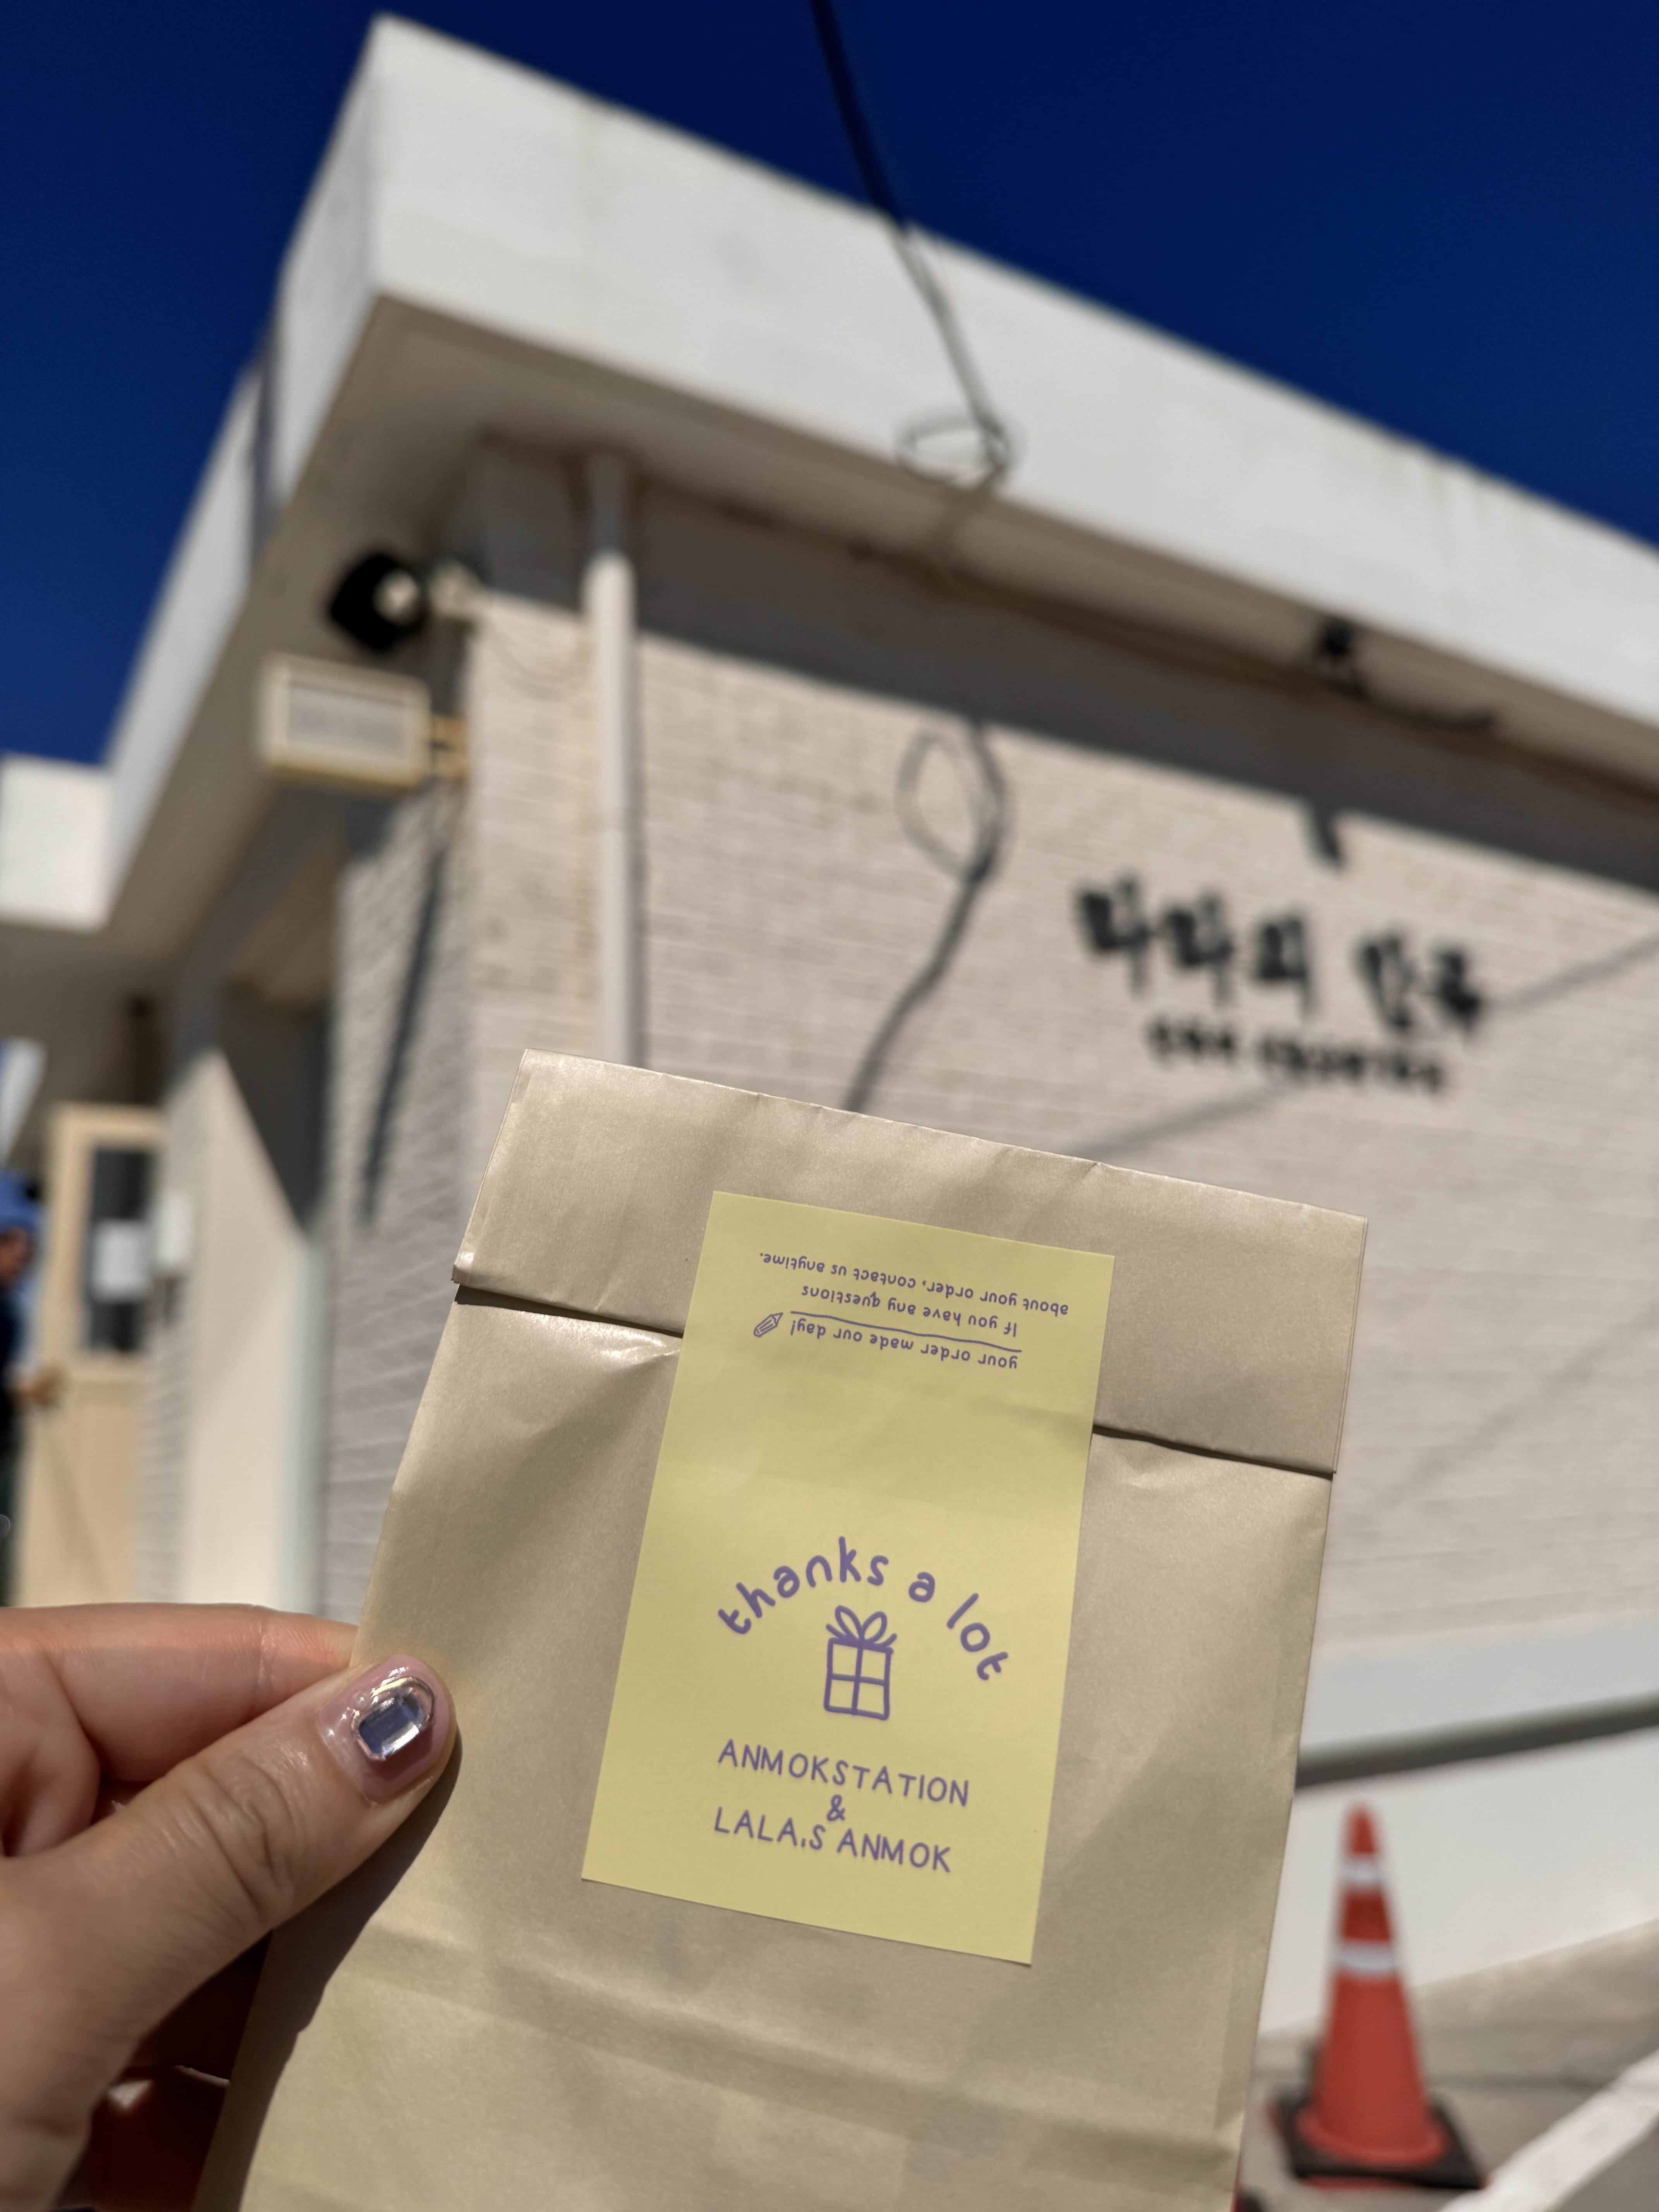 your order made our day!
If you have any questions
about your order, contact us anytime.
thanks a lot
ANMOKSTATION
&
LALA.S ANMOK